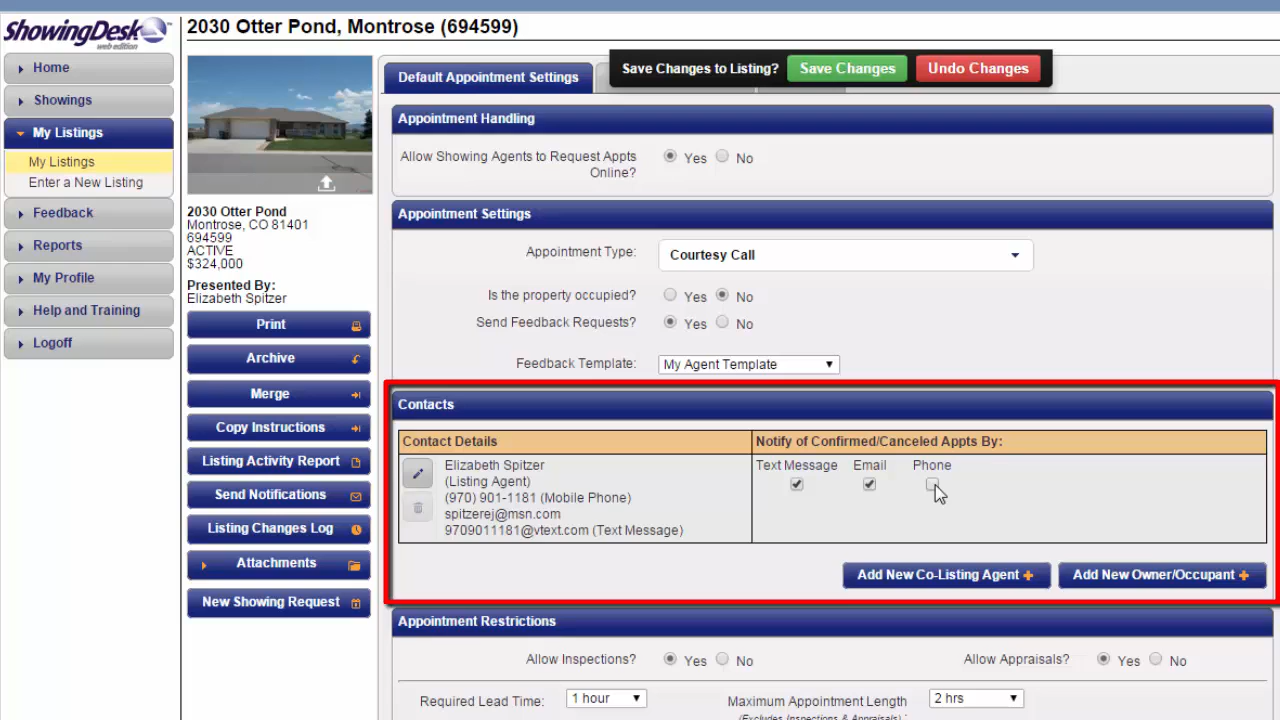 ShowingDesk
web edition
Home
Showings
My Listings
My Listings
Enter a New Listing
Feedback
Reports
My Profile
Help and Training
Logoff
2030 Otter Pond, Montrose (694599)
2030 Otter Pond
Montrose, CO 81401
694599
ACTIVE
$324,000
Presented By:
Elizabeth Spitzer
Print
Archive
Merge
Copy Instructions
Listing Activity Report
Send Notifications
Listing Changes Log
Attachments
New Showing Request
Default Appointment Settings
Save Changes to Listing? Save Changes Undo Changes
Appointment Handling
Allow Showing Agents to Request Appts
Online?
Yes No
Appointment Settings
Appointment Type: Courtesy Call
Is the property occupied? Yes No
Send Feedback Requests? Yes No
Feedback Template: My Agent Template
Contacts
Contact Details Notify of Confirmed/Canceled Appts By:
Elizabeth Spitzer
(Listing Agent)
(970) 901-1181 (Mobile Phone)
spitzerej@msn.com
9709011181@vtext.com (Text Message)
Text Message Email Phone
Add New Co-Listing Agent + Add New Owner/Occupant +
Appointment Restrictions
Allow Inspections? Yes No Allow Appraisals? Yes No
Required Lead Time: 1 hour Maximum Appointment Length 2 hrs
(Excludes Inspections & Appraisals)